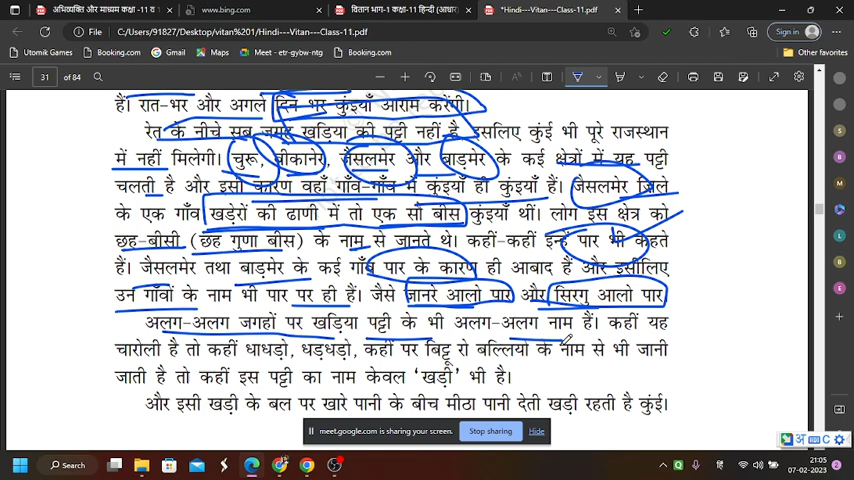 अभिव्यक्ति और माध्यम कक्षा -11 व 1
www.bing.com
वितान भाग-1 कक्षा-11 हिन्दी (आधार)
*Hindi---Vitan-Class-11.pdf
File
C:/Users/91827/Desktop/vitan%201/Hindi---Vitan-Class-11.pdf
Sign in
Utomik Games
Booking.com
Gmail
Maps
Meet - etr-gybw-ntg
Booking.com
Other favorites
31 of 84
हैं। रात-भर और अगले दिन भर कुंइयाँ आराम करेंगी।
रेत के नीचे सब जगह खड़िया की पट्टी नहीं है, इसलिए कुंई भी पूरे राजस्थान
में नहीं मिलेगी। चुरू, बीकानेर, जैसलमेर और बाड़मेर के कई क्षेत्रों में यह पट्टी
चलती है और इसी कारण वहाँ गाँव-गाँव में कुंइयाँ ही कुंइयाँ हैं। जैसलमेर ज़िले
के एक गाँव खड़ेरों की ढाणी में तो एक सौ बीस कुंइयाँ थीं। लोग इस क्षेत्र को
छह-बीसी (छह गुणा बीस) के नाम से जानते थे। कहीं-कहीं इन्हें पार भी कहते
हैं। जैसलमेर तथा बाड़मेर के कई गाँव पार के कारण ही आबाद हैं और इसीलिए
उन गाँवों के नाम भी पार पर ही हैं। जैसे जानरे आलो पार और सिरगु आलो पार।
अलग-अलग जगहों पर खड़िया पट्टी के भी अलग-अलग नाम हैं। कहीं यह
चारोली है तो कहीं धाधड़ो, धड़धड़ो, कहीं पर बिट्टू रो बल्लियो के नाम से भी जानी
जाती है तो कहीं इस पट्टी का नाम केवल ‘खड़ी’ भी है।
और इसी खड़ी के बल पर खारे पानी के बीच मीठा पानी देती खड़ी रहती है कुंई।
meet.google.com is sharing your screen.
Stop sharing
Hide
Search
21:05
07-02-2023